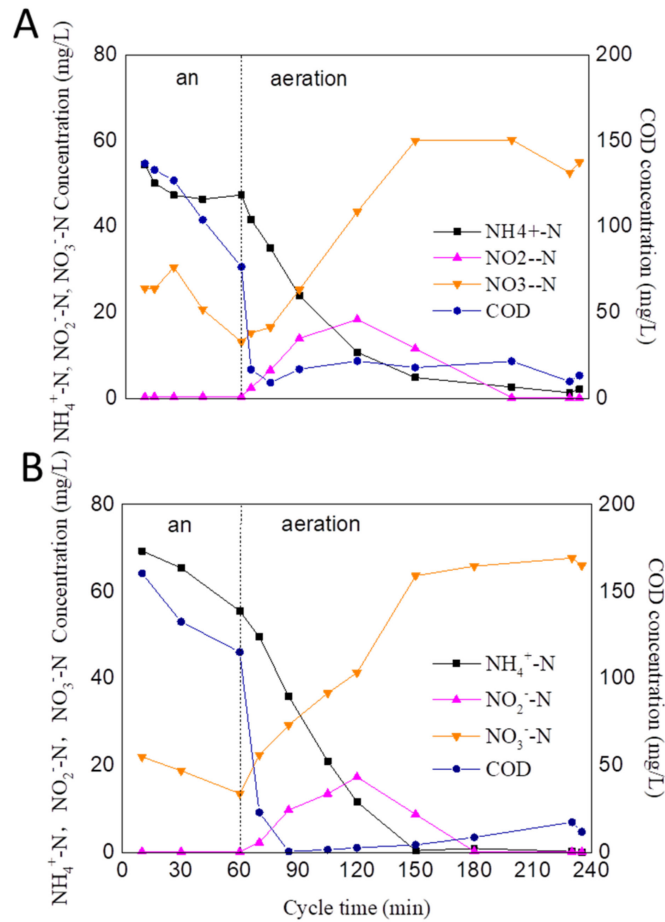 A
an
aeration
NH₄⁺-N, NO₂⁻-N, NO₃⁻-N Concentration (mg/L)
80
60
40
20
0
200
150
100
50
0
COD concentration (mg/L)
NH4+-N
NO2--N
NO3--N
COD
B
an
aeration
NH₄⁺-N, NO₂⁻-N, NO₃⁻-N Concentration (mg/L)
80
60
40
20
0
200
150
100
50
0
COD concentration (mg/L)
NH₄⁺-N
NO₂⁻-N
NO₃⁻-N
COD
0 30 60 90 120 150 180 210 240
Cycle time (min)